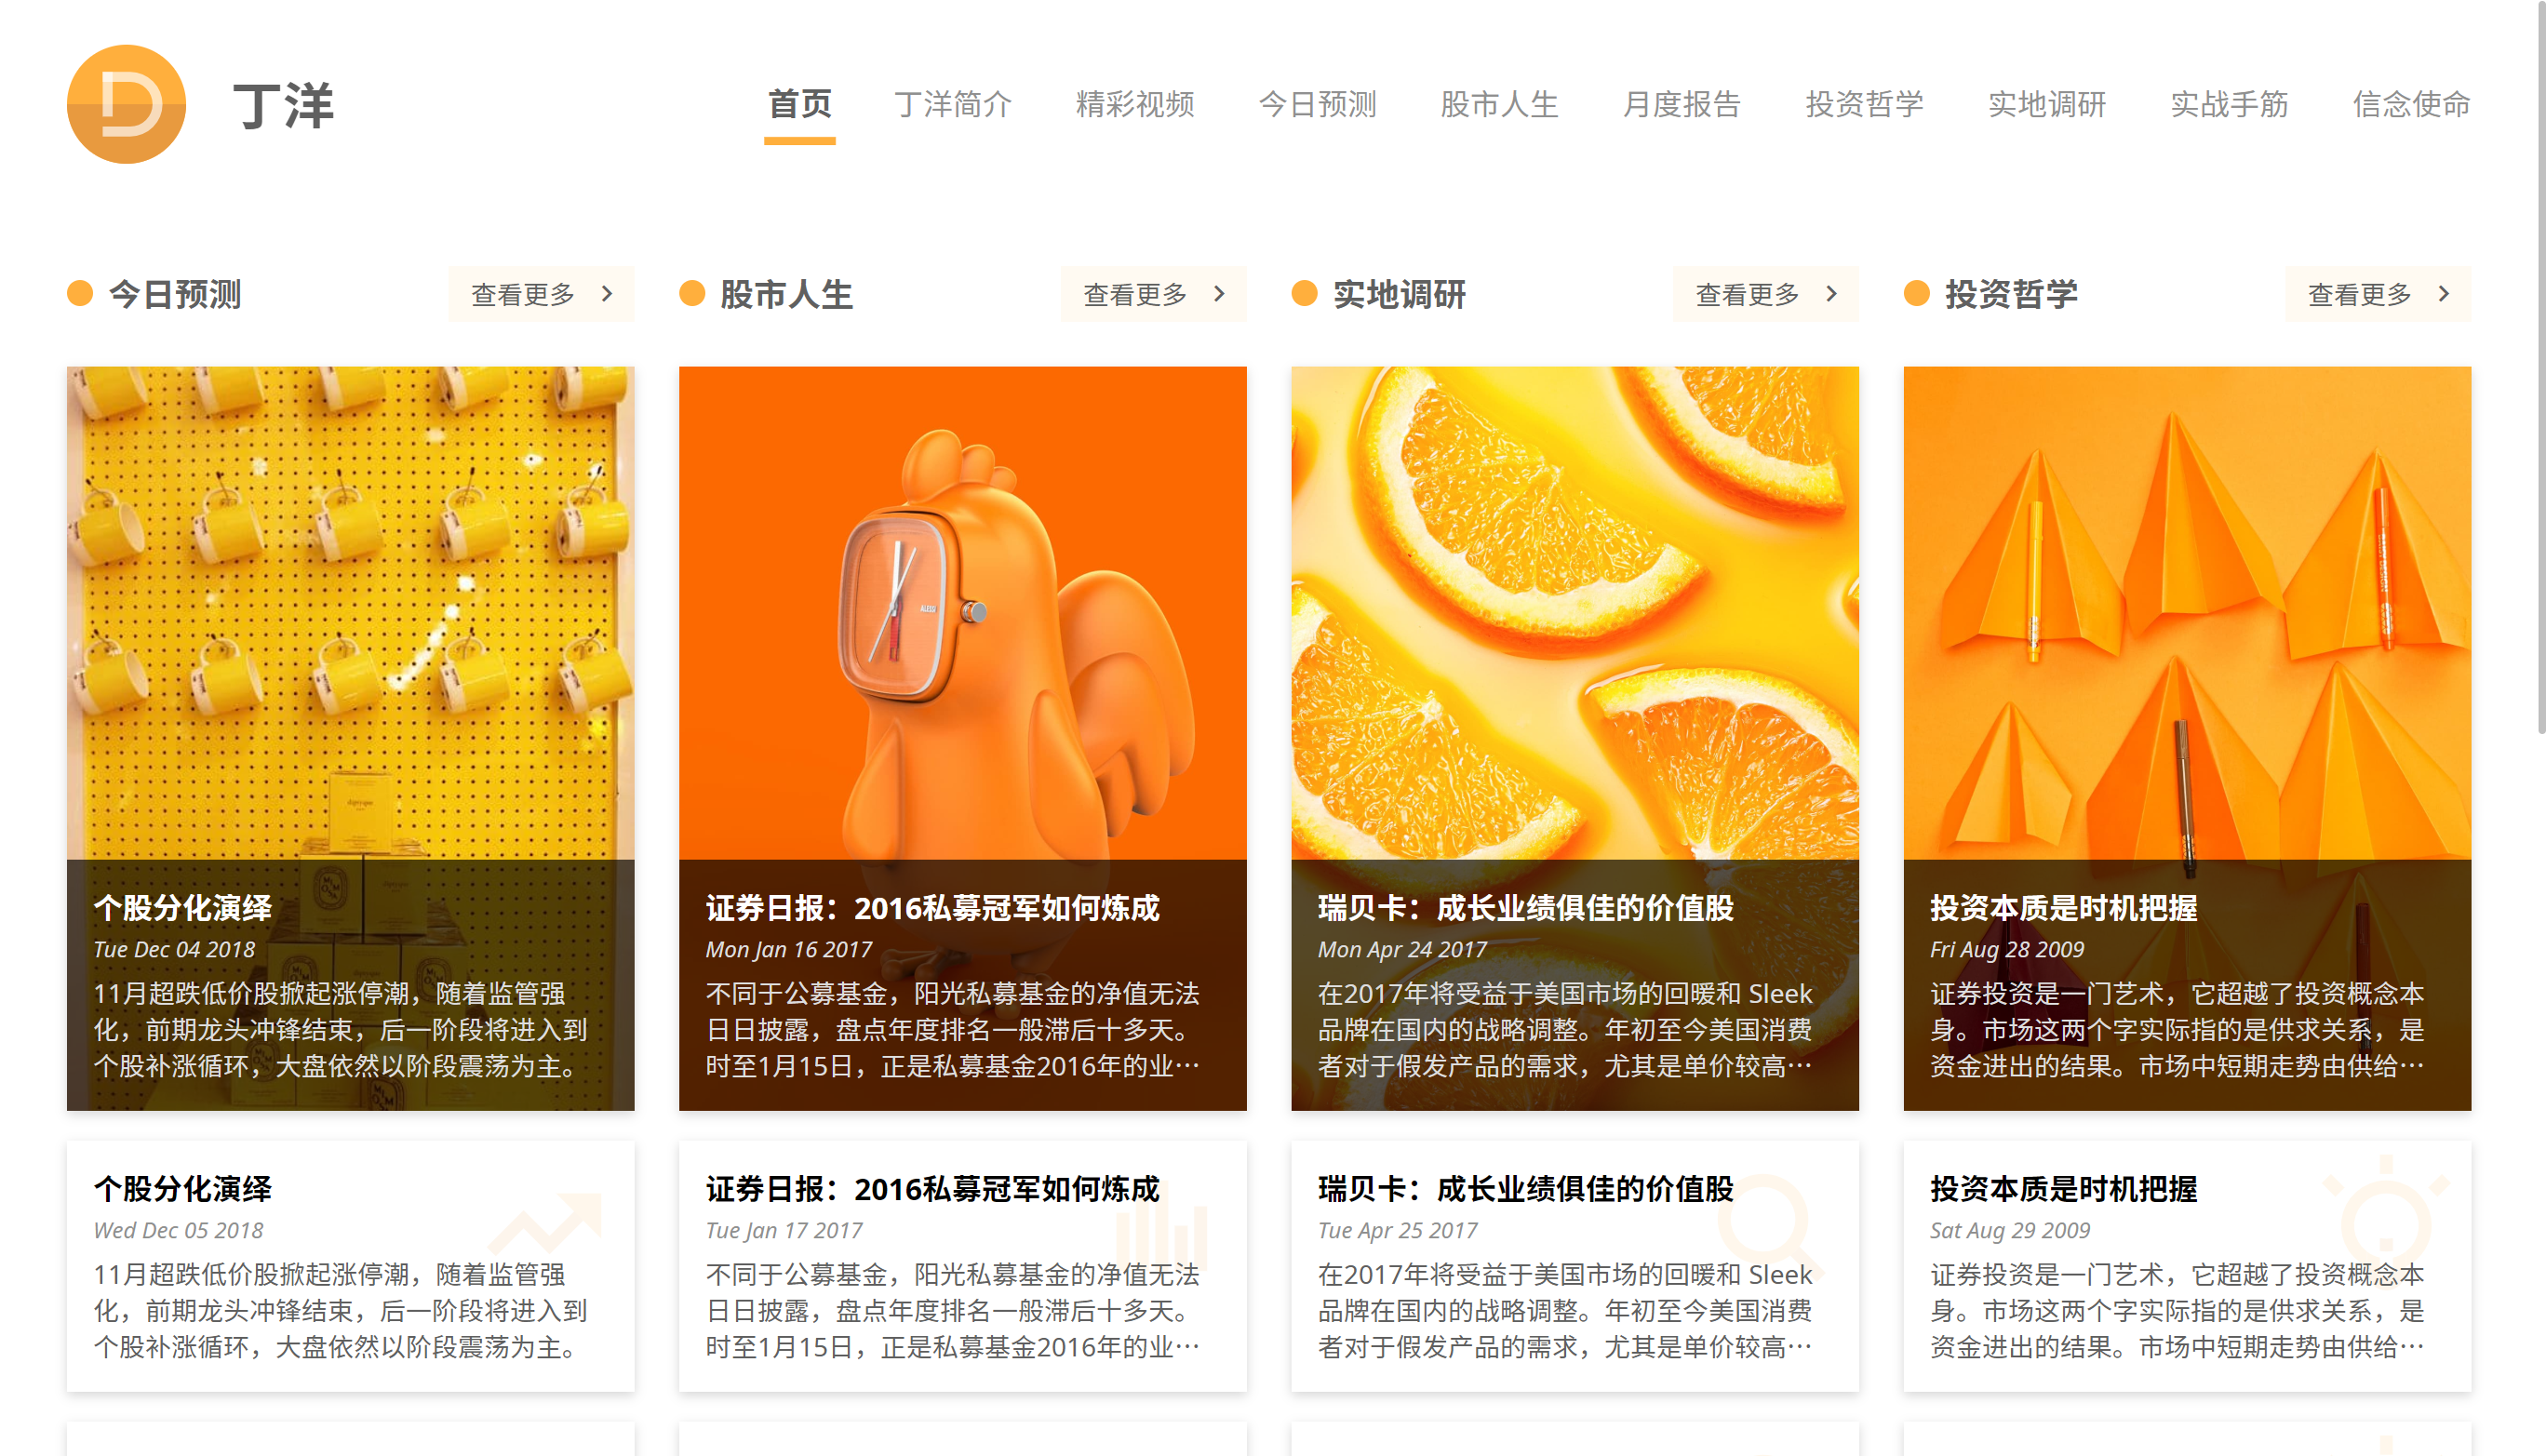 丁洋
首页 丁洋简介 精彩视频 今日预测 股市人生 月度报告 投资哲学 实地调研 实战手筋 信念使命
今日预测 查看更多
股市人生 查看更多
实地调研 查看更多
投资哲学 查看更多
个股分化演绎
Tue Dec 04 2018
11月超跌低价股掀起涨停潮，随着监管强
化，前期龙头冲锋结束，后一阶段将进入到
个股补涨循环，大盘依然以阶段震荡为主。
ALESSI
证券日报：2016私募冠军如何炼成
Mon Jan 16 2017
不同于公募基金，阳光私募基金的净值无法
日日披露，盘点年度排名一般滞后十多天。
时至1月15日，正是私募基金2016年的业…
瑞贝卡：成长业绩俱佳的价值股
Mon Apr 24 2017
在2017年将受益于美国市场的回暖和 Sleek
品牌在国内的战略调整。年初至今美国消费
者对于假发产品的需求，尤其是单价较高…
投资本质是时机把握
Fri Aug 28 2009
证券投资是一门艺术，它超越了投资概念本
身。市场这两个字实际指的是供求关系，是
资金进出的结果。市场中短期走势由供给…
个股分化演绎
Wed Dec 05 2018
11月超跌低价股掀起涨停潮，随着监管强
化，前期龙头冲锋结束，后一阶段将进入到
个股补涨循环，大盘依然以阶段震荡为主。
证券日报：2016私募冠军如何炼成
Tue Jan 17 2017
不同于公募基金，阳光私募基金的净值无法
日日披露，盘点年度排名一般滞后十多天。
时至1月15日，正是私募基金2016年的业…
瑞贝卡：成长业绩俱佳的价值股
Tue Apr 25 2017
在2017年将受益于美国市场的回暖和 Sleek
品牌在国内的战略调整。年初至今美国消费
者对于假发产品的需求，尤其是单价较高…
投资本质是时机把握
Sat Aug 29 2009
证券投资是一门艺术，它超越了投资概念本
身。市场这两个字实际指的是供求关系，是
资金进出的结果。市场中短期走势由供给…